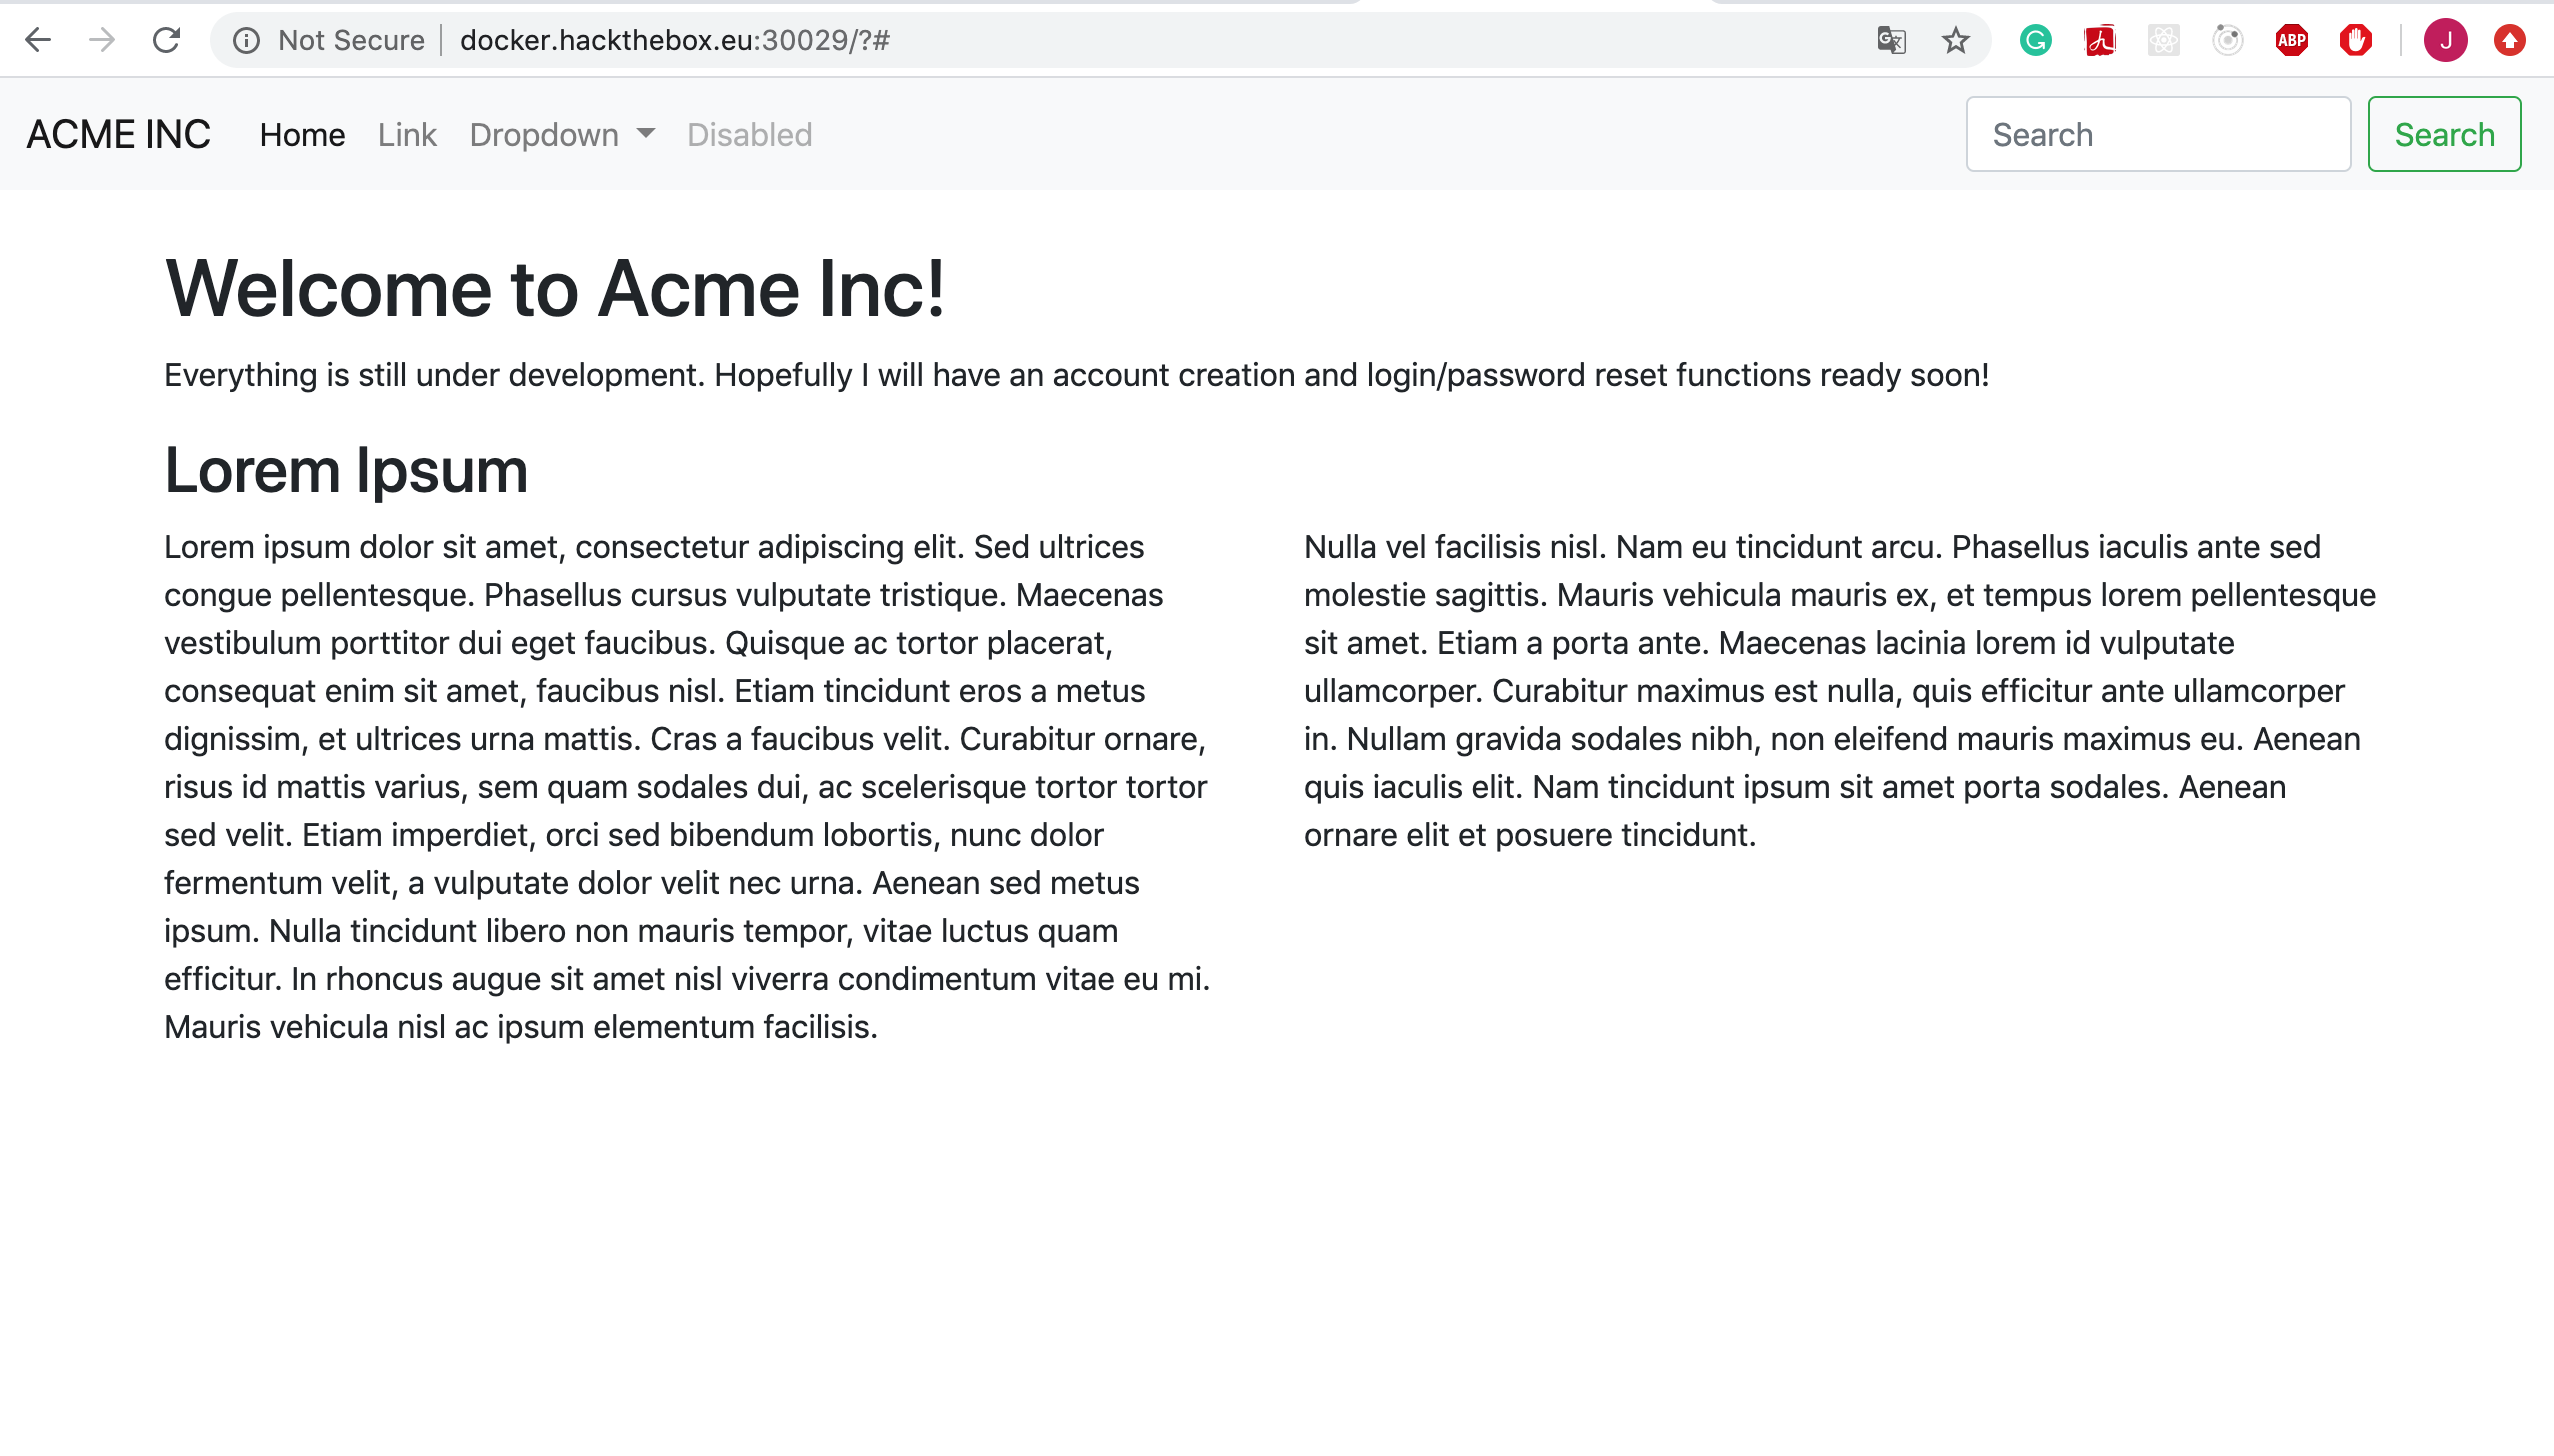 Not Secure docker.hackthebox.eu:30029/?#
ABP
J
ACME INC Home Link Dropdown Disabled Search Search
Welcome to Acme Inc!
Everything is still under development. Hopefully I will have an account creation and login/password reset functions ready soon!
Lorem Ipsum
Lorem ipsum dolor sit amet, consectetur adipiscing elit. Sed ultrices
congue pellentesque. Phasellus cursus vulputate tristique. Maecenas
vestibulum porttitor dui eget faucibus. Quisque ac tortor placerat,
consequat enim sit amet, faucibus nisl. Etiam tincidunt eros a metus
dignissim, et ultrices urna mattis. Cras a faucibus velit. Curabitur ornare,
risus id mattis varius, sem quam sodales dui, ac scelerisque tortor tortor
sed velit. Etiam imperdiet, orci sed bibendum lobortis, nunc dolor
fermentum velit, a vulputate dolor velit nec urna. Aenean sed metus
ipsum. Nulla tincidunt libero non mauris tempor, vitae luctus quam
efficitur. In rhoncus augue sit amet nisl viverra condimentum vitae eu mi.
Mauris vehicula nisl ac ipsum elementum facilisis.
Nulla vel facilisis nisl. Nam eu tincidunt arcu. Phasellus iaculis ante sed
molestie sagittis. Mauris vehicula mauris ex, et tempus lorem pellentesque
sit amet. Etiam a porta ante. Maecenas lacinia lorem id vulputate
ullamcorper. Curabitur maximus est nulla, quis efficitur ante ullamcorper
in. Nullam gravida sodales nibh, non eleifend mauris maximus eu. Aenean
quis iaculis elit. Nam tincidunt ipsum sit amet porta sodales. Aenean
ornare elit et posuere tincidunt.